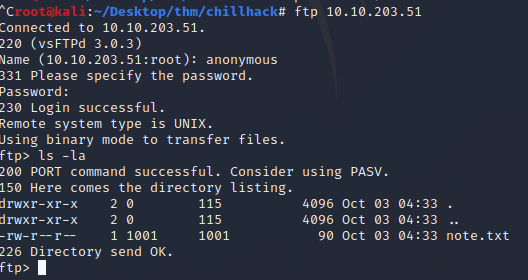 ^Croot@kali:~/Desktop/thm/chillhack# ftp 10.10.203.51
Connected to 10.10.203.51.
220 (vsFTPd 3.0.3)
Name (10.10.203.51:root): anonymous
331 Please specify the password.
Password:
230 Login successful.
Remote system type is UNIX.
Using binary mode to transfer files.
ftp> ls -la
200 PORT command successful. Consider using PASV.
150 Here comes the directory listing.
drwxr-xr-x    2 0        115          4096 Oct 03 04:33 .
drwxr-xr-x    2 0        115          4096 Oct 03 04:33 ..
-rw-r--r--    1 1001     1001           90 Oct 03 04:33 note.txt
226 Directory send OK.
ftp>